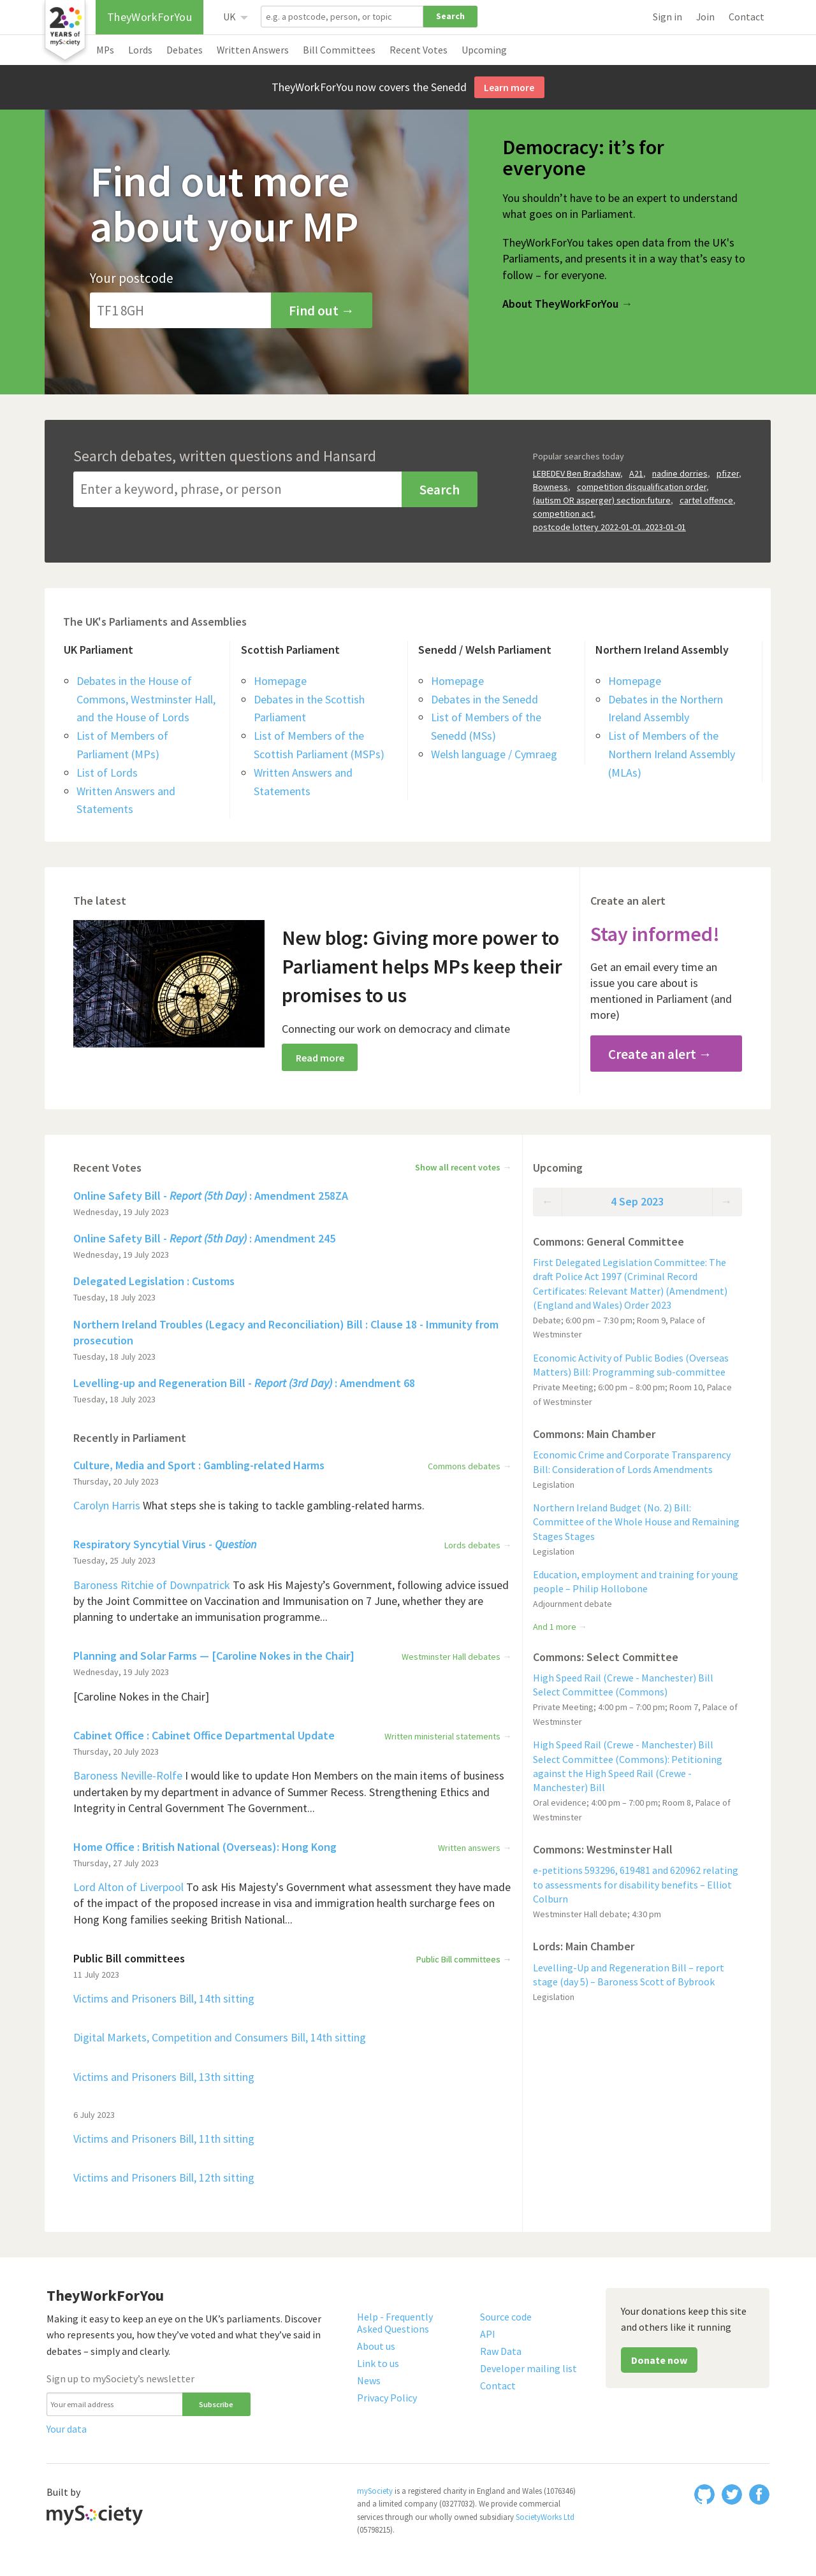 20
YEARS of
mySociety
TheyWorkForYou
UK
e.g. a postcode, person, or topic
Search
Sign in
Join
Contact
MPs
Lords
Debates
Written Answers
Bill Committees
Recent Votes
Upcoming
TheyWorkForYou now covers the Senedd
Learn more
Find out more
about your MP
Your postcode
TF1 8GH
Find out →
Democracy: it’s for
everyone
You shouldn’t have to be an expert to understand
what goes on in Parliament.
TheyWorkForYou takes open data from the UK's
Parliaments, and presents it in a way that’s easy to
follow – for everyone.
About TheyWorkForYou →
Search debates, written questions and Hansard
Enter a keyword, phrase, or person
Search
Popular searches today
LEBEDEV Ben Bradshaw, A21, nadine dorries, pfizer,
Bowness, competition disqualification order,
(autism OR asperger) section:future, cartel offence,
competition act,
postcode lottery 2022-01-01..2023-01-01
The UK's Parliaments and Assemblies
UK Parliament
Debates in the House of
Commons, Westminster Hall,
and the House of Lords
List of Members of
Parliament (MPs)
List of Lords
Written Answers and
Statements
Scottish Parliament
Homepage
Debates in the Scottish
Parliament
List of Members of the
Scottish Parliament (MSPs)
Written Answers and
Statements
Senedd / Welsh Parliament
Homepage
Debates in the Senedd
List of Members of the
Senedd (MSs)
Welsh language / Cymraeg
Northern Ireland Assembly
Homepage
Debates in the Northern
Ireland Assembly
List of Members of the
Northern Ireland Assembly
(MLAs)
The latest
New blog: Giving more power to
Parliament helps MPs keep their
promises to us
Connecting our work on democracy and climate
Read more
Create an alert
Stay informed!
Get an email every time an
issue you care about is
mentioned in Parliament (and
more)
Create an alert →
Recent Votes
Show all recent votes →
Online Safety Bill - Report (5th Day) : Amendment 258ZA
Wednesday, 19 July 2023
Online Safety Bill - Report (5th Day) : Amendment 245
Wednesday, 19 July 2023
Delegated Legislation : Customs
Tuesday, 18 July 2023
Northern Ireland Troubles (Legacy and Reconciliation) Bill : Clause 18 - Immunity from
prosecution
Tuesday, 18 July 2023
Levelling-up and Regeneration Bill - Report (3rd Day) : Amendment 68
Tuesday, 18 July 2023
Recently in Parliament
Culture, Media and Sport : Gambling-related Harms
Commons debates →
Thursday, 20 July 2023
Carolyn Harris What steps she is taking to tackle gambling-related harms.
Respiratory Syncytial Virus - Question
Lords debates →
Tuesday, 25 July 2023
Baroness Ritchie of Downpatrick To ask His Majesty’s Government, following advice issued
by the Joint Committee on Vaccination and Immunisation on 7 June, whether they are
planning to undertake an immunisation programme...
Planning and Solar Farms — [Caroline Nokes in the Chair]
Westminster Hall debates →
Wednesday, 19 July 2023
[Caroline Nokes in the Chair]
Cabinet Office : Cabinet Office Departmental Update
Written ministerial statements →
Thursday, 20 July 2023
Baroness Neville-Rolfe I would like to update Hon Members on the main items of business
undertaken by my department in advance of Summer Recess. Strengthening Ethics and
Integrity in Central Government The Government...
Home Office : British National (Overseas): Hong Kong
Written answers →
Thursday, 27 July 2023
Lord Alton of Liverpool To ask His Majesty's Government what assessment they have made
of the impact of the proposed increase in visa and immigration health surcharge fees on
Hong Kong families seeking British National...
Public Bill committees
Public Bill committees →
11 July 2023
Victims and Prisoners Bill, 14th sitting
Digital Markets, Competition and Consumers Bill, 14th sitting
Victims and Prisoners Bill, 13th sitting
6 July 2023
Victims and Prisoners Bill, 11th sitting
Victims and Prisoners Bill, 12th sitting
Upcoming
← 4 Sep 2023 →
Commons: General Committee
First Delegated Legislation Committee: The
draft Police Act 1997 (Criminal Record
Certificates: Relevant Matter) (Amendment)
(England and Wales) Order 2023
Debate; 6:00 pm – 7:30 pm; Room 9, Palace of
Westminster
Economic Activity of Public Bodies (Overseas
Matters) Bill: Programming sub-committee
Private Meeting; 6:00 pm – 8:00 pm; Room 10, Palace
of Westminster
Commons: Main Chamber
Economic Crime and Corporate Transparency
Bill: Consideration of Lords Amendments
Legislation
Northern Ireland Budget (No. 2) Bill:
Committee of the Whole House and Remaining
Stages Stages
Legislation
Education, employment and training for young
people – Philip Hollobone
Adjournment debate
And 1 more →
Commons: Select Committee
High Speed Rail (Crewe - Manchester) Bill
Select Committee (Commons)
Private Meeting; 4:00 pm – 7:00 pm; Room 7, Palace of
Westminster
High Speed Rail (Crewe - Manchester) Bill
Select Committee (Commons): Petitioning
against the High Speed Rail (Crewe -
Manchester) Bill
Oral evidence; 4:00 pm – 7:00 pm; Room 8, Palace of
Westminster
Commons: Westminster Hall
e-petitions 593296, 619481 and 620962 relating
to assessments for disability benefits – Elliot
Colburn
Westminster Hall debate; 4:30 pm
Lords: Main Chamber
Levelling-Up and Regeneration Bill – report
stage (day 5) – Baroness Scott of Bybrook
Legislation
TheyWorkForYou
Making it easy to keep an eye on the UK’s parliaments. Discover
who represents you, how they’ve voted and what they’ve said in
debates – simply and clearly.
Sign up to mySociety’s newsletter
Your email address
Subscribe
Your data
Help - Frequently
Asked Questions
About us
Link to us
News
Privacy Policy
Source code
API
Raw Data
Developer mailing list
Contact
Your donations keep this site
and others like it running
Donate now
Built by
mySociety
mySociety is a registered charity in England and Wales (1076346)
and a limited company (03277032). We provide commercial
services through our wholly owned subsidiary SocietyWorks Ltd
(05798215).